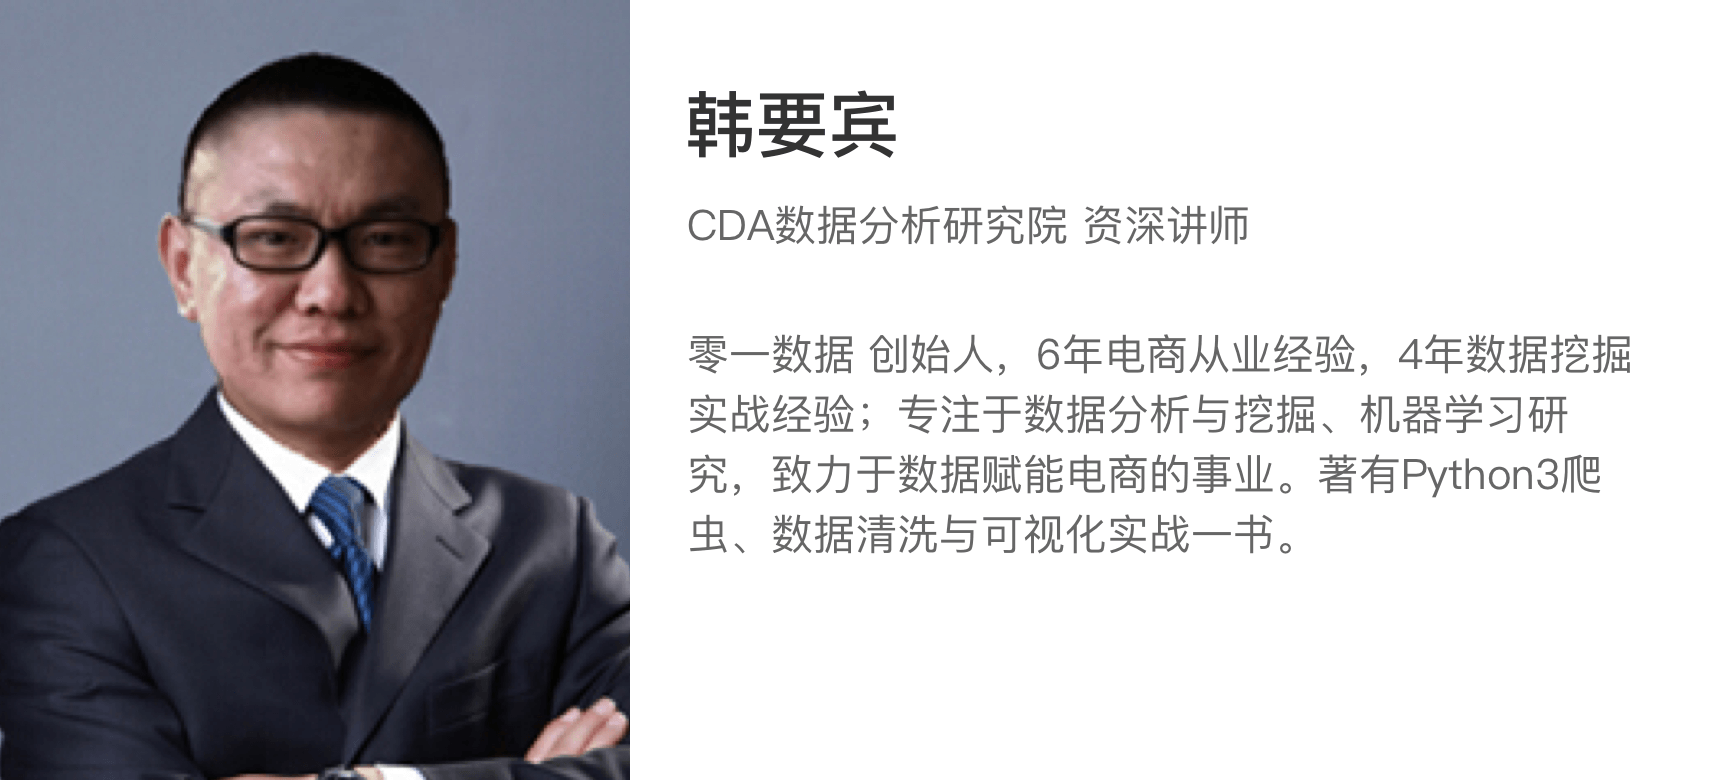 韩要宾
CDA数据分析研究院 资深讲师
零一数据 创始人，6年电商从业经验，4年数据挖掘
实战经验；专注于数据分析与挖掘、机器学习研
究，致力于数据赋能电商的事业。著有Python3爬
虫、数据清洗与可视化实战一书。